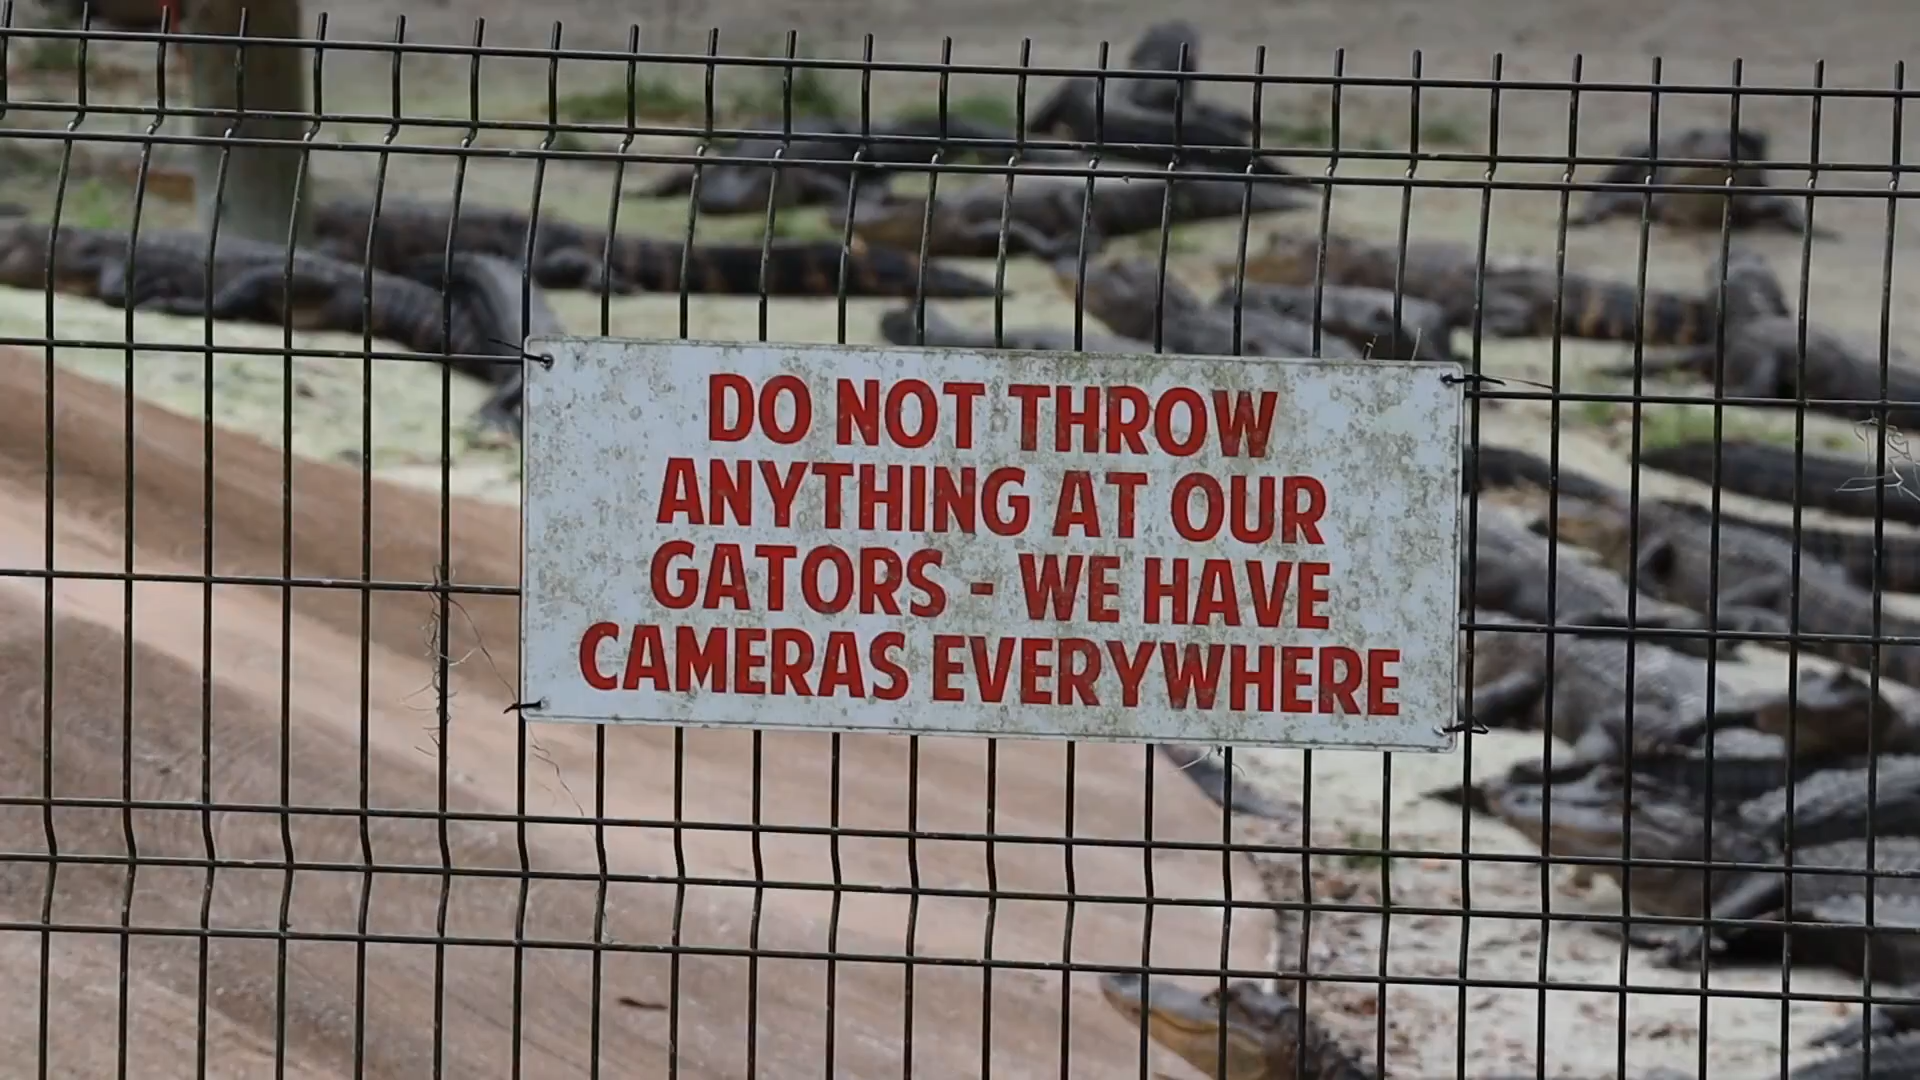 DO NOT THROW
ANYTHING AT OUR
GATORS - WE HAVE
CAMERAS EVERYWHERE